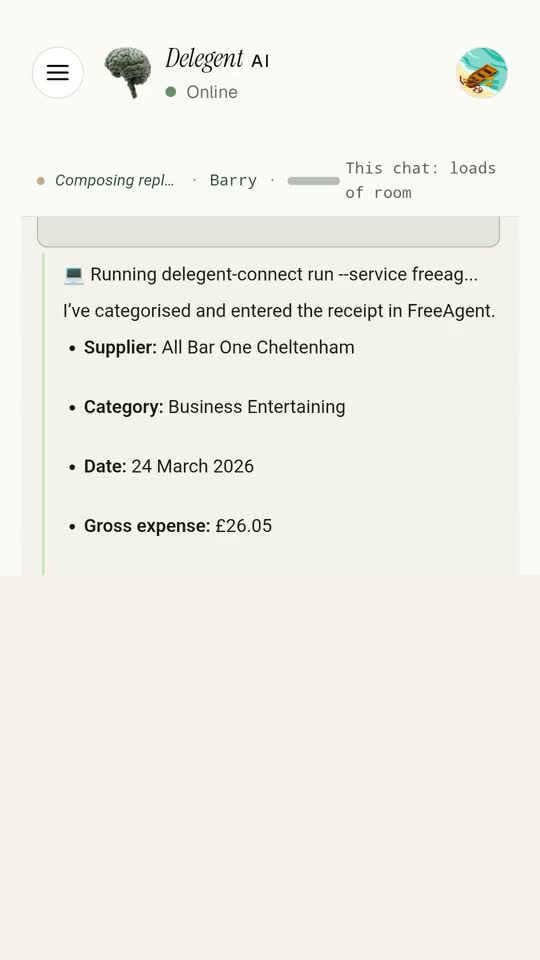 Delegent AI
Online
Composing repl... · Barry · This chat: loads
of room
💻 Running delegent-connect run --service freeag...
I’ve categorised and entered the receipt in FreeAgent.
• Supplier: All Bar One Cheltenham
• Category: Business Entertaining
• Date: 24 March 2026
• Gross expense: £26.05